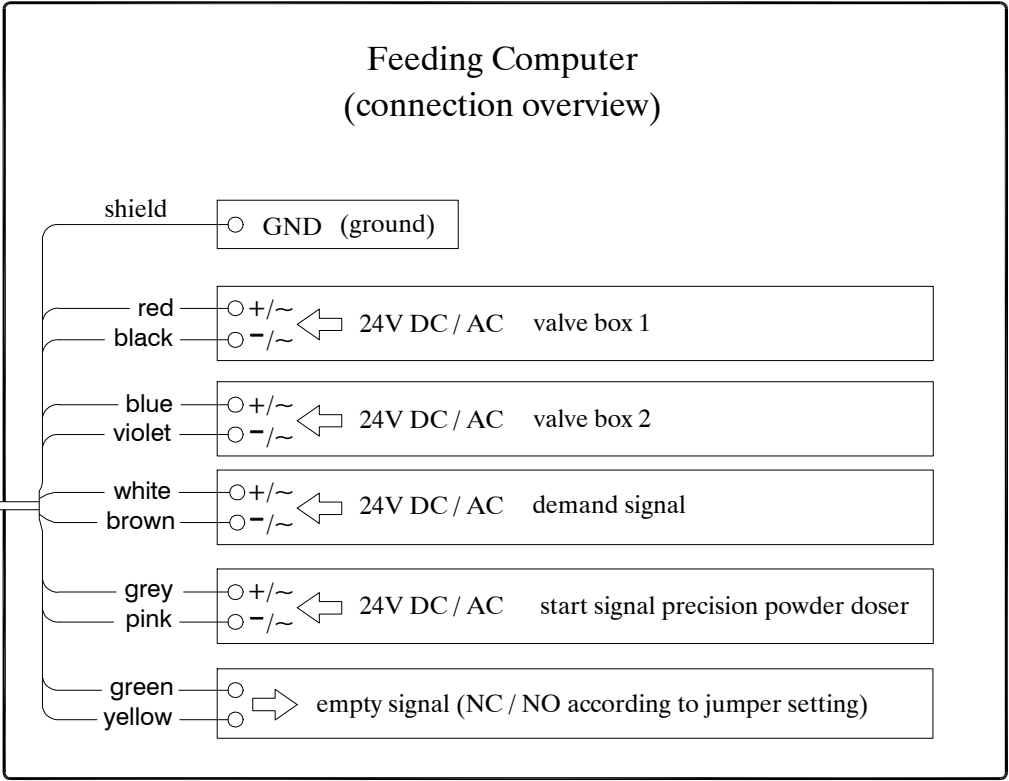 Feeding Computer
(connection overview)
shield
GND (ground)
red +/~ 24V DC / AC valve box 1
black −/~
blue +/~ 24V DC / AC valve box 2
violet −/~
white +/~ 24V DC / AC demand signal
brown −/~
grey +/~ 24V DC / AC start signal precision powder doser
pink −/~
green
yellow
empty signal (NC / NO according to jumper setting)